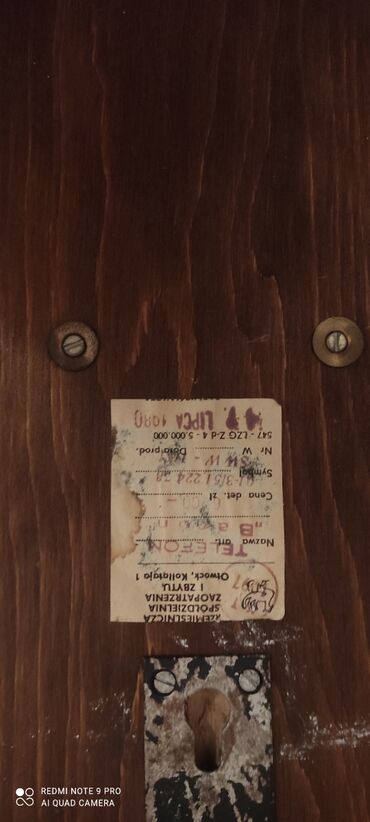 RZEMIEŚLNICZA
SPÓŁDZIELNIA
ZAOPATRZENIA
I ZBYTU
Otwock, Kołłątaja 1
Nazwa art. TELEFON
„Baron
Cena det. zł
Symbol
Nr W Data prod.
547 - LZG Z-d 4 - 5.000.000
LIPCA 1980
REDMI NOTE 9 PRO
AI QUAD CAMERA